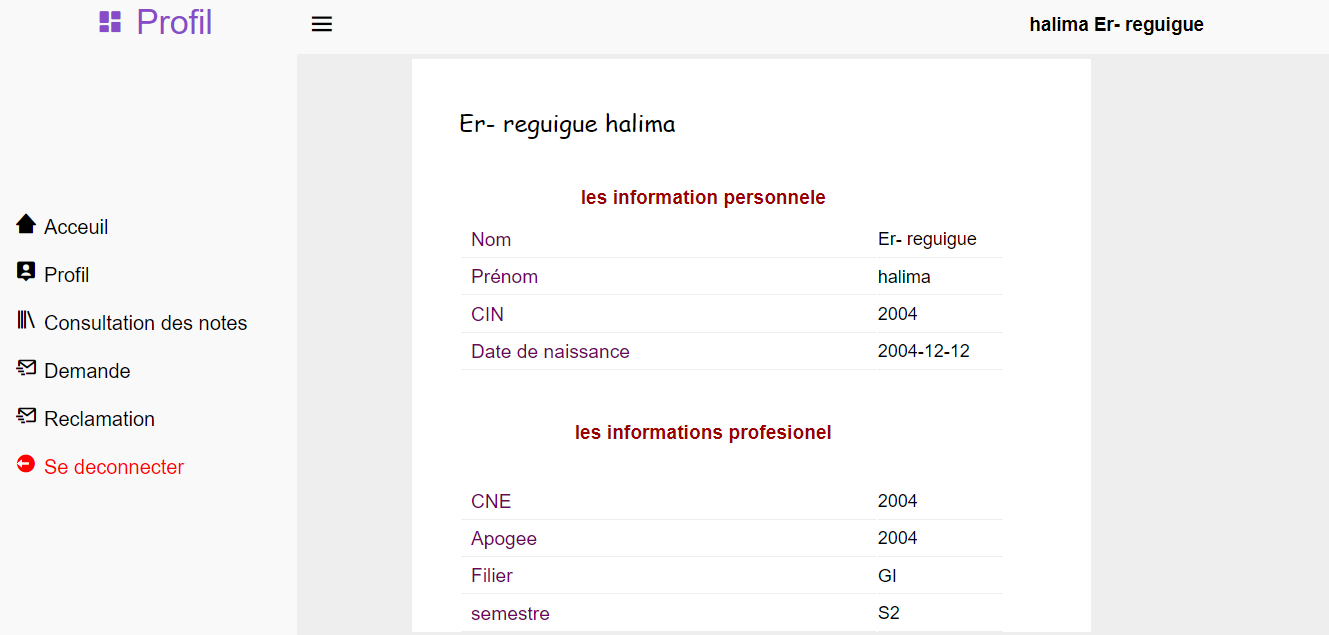 Profil
halima Er- reguigue
Acceuil
Profil
Consultation des notes
Demande
Reclamation
Se deconnecter
Er- reguigue halima
les information personnele
Nom Er- reguigue
Prénom halima
CIN 2004
Date de naissance 2004-12-12
les informations profesionel
CNE 2004
Apogee 2004
Filier GI
semestre S2